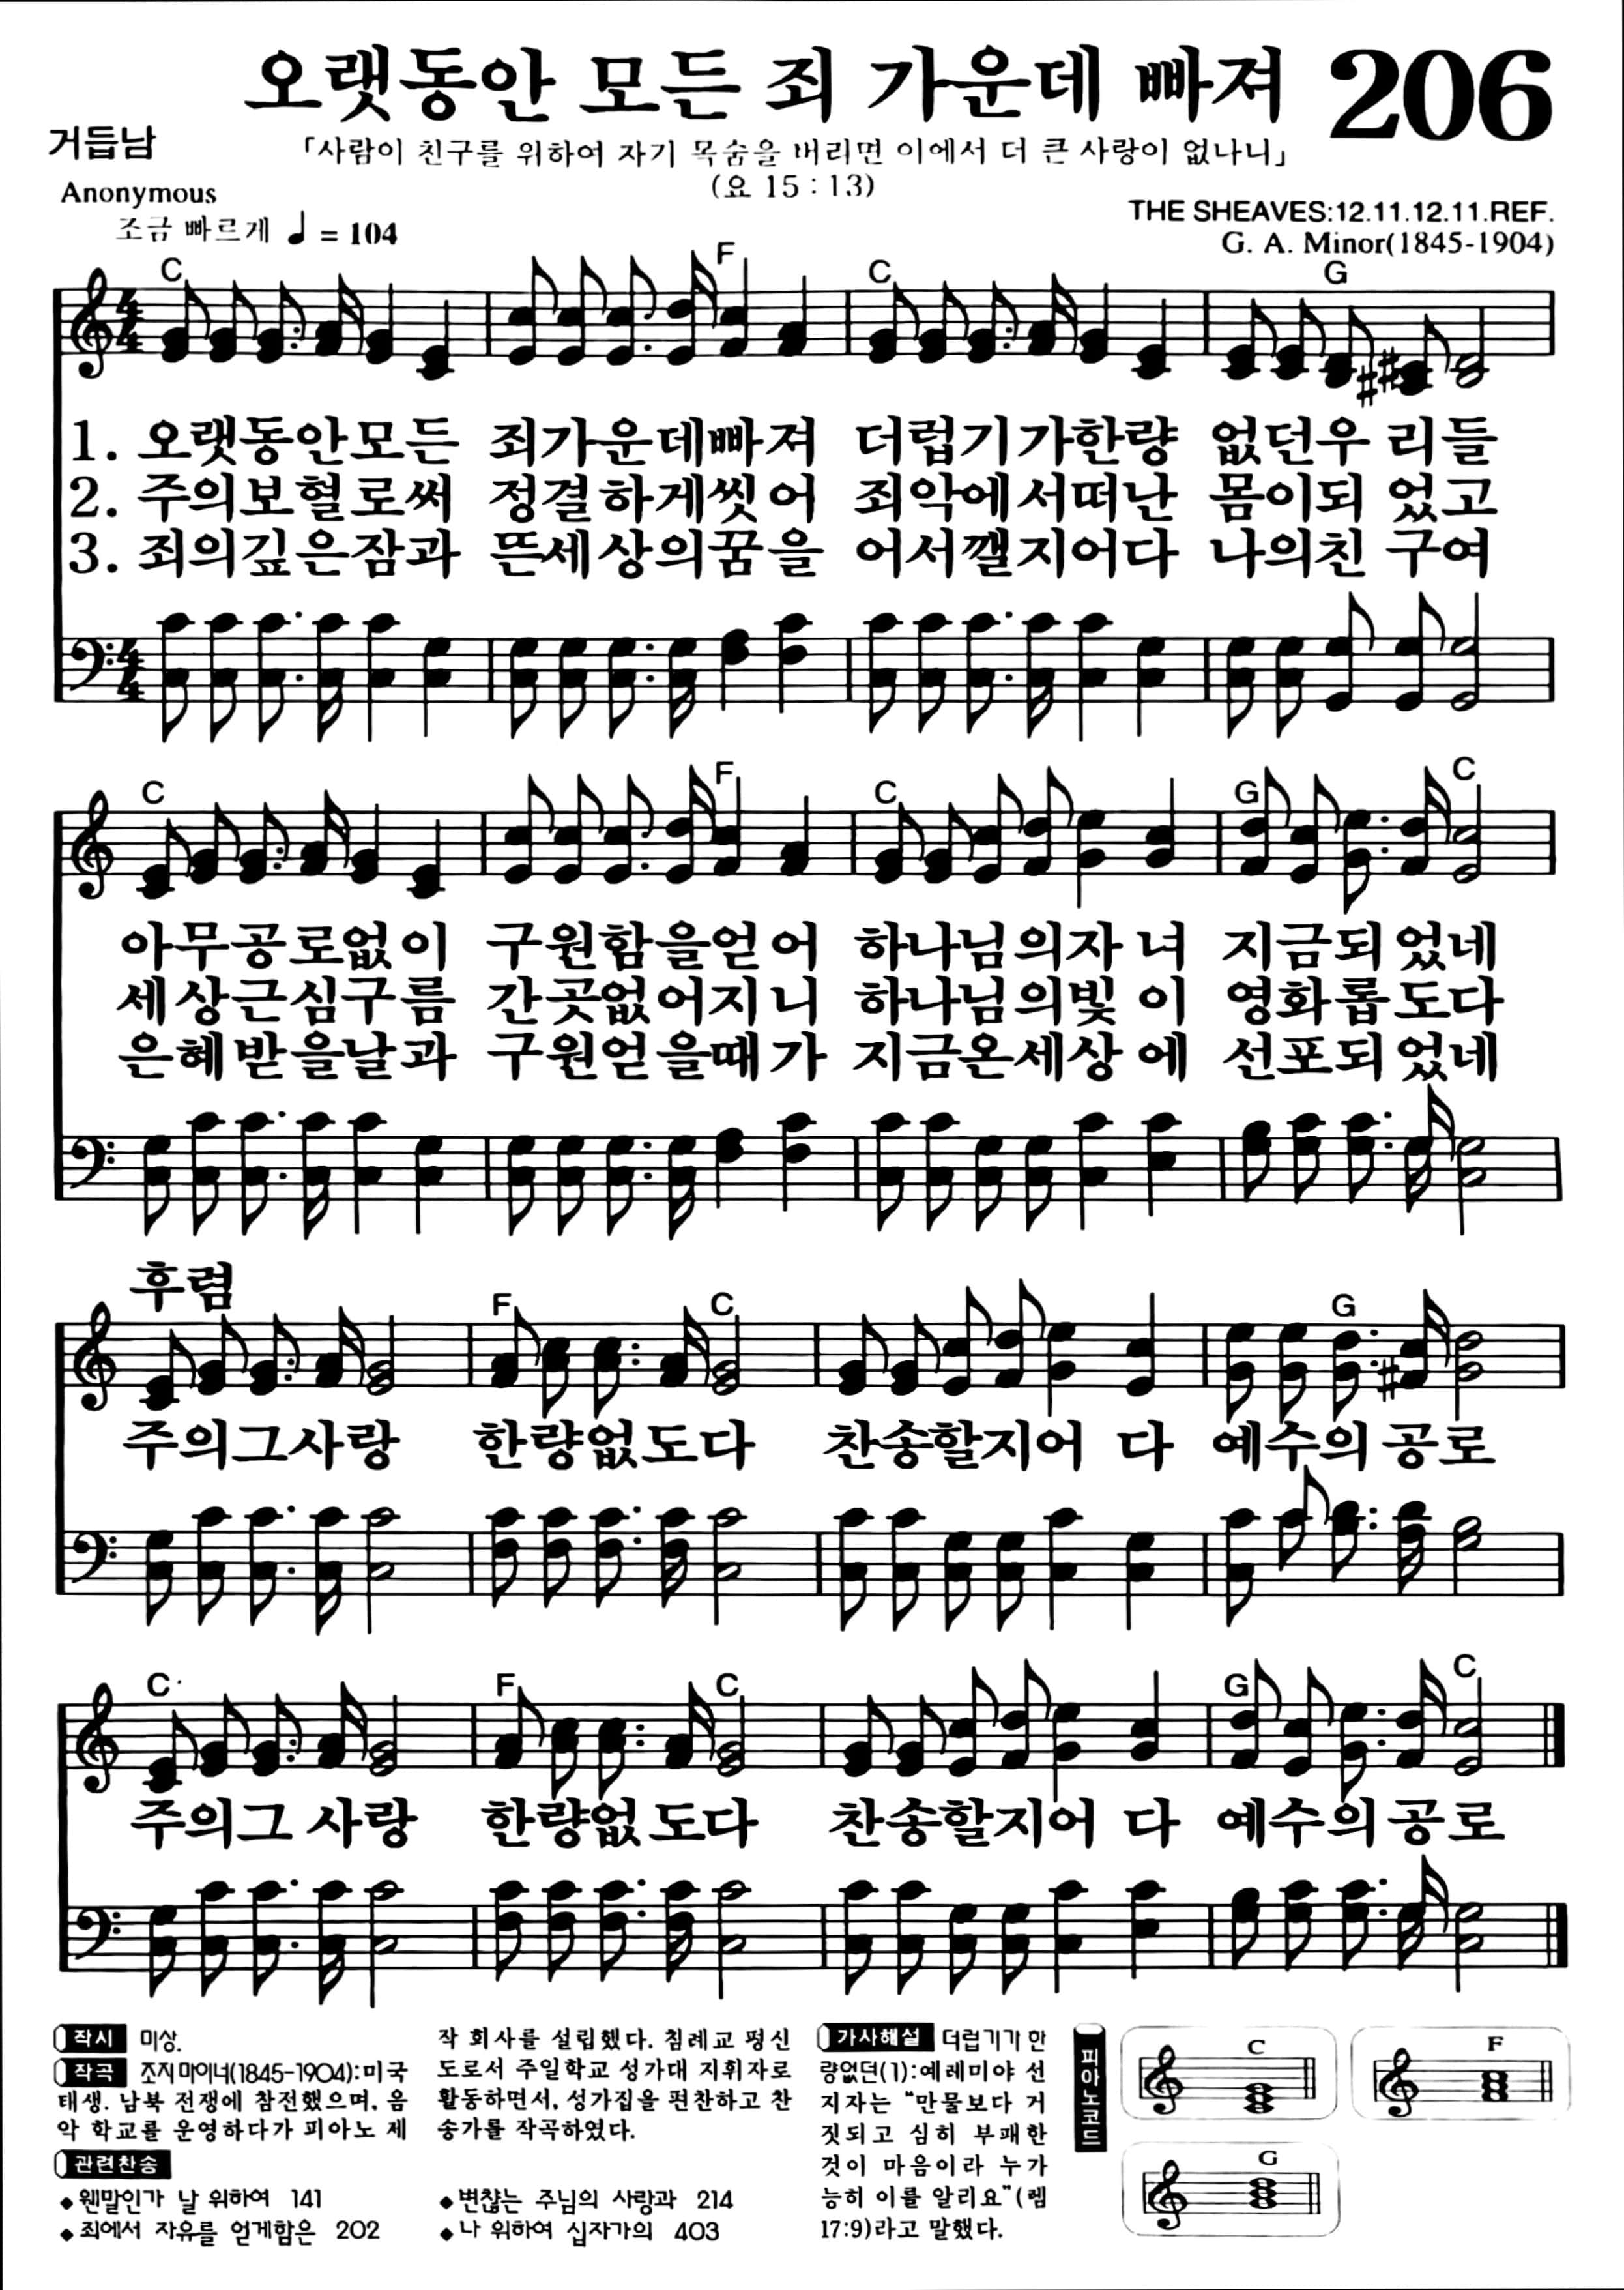 오랫동안 모든 죄 가운데 빠져 206
거듭남
「사람이 친구를 위하여 자기 목숨을 버리면 이에서 더 큰 사랑이 없나니」
(요 15 : 13)
Anonymous
조금 빠르게 ♩ = 104
THE SHEAVES:12.11.12.11.REF.
G. A. Minor(1845-1904)
C F C G
1. 오랫동안모든 죄가운데빠져 더럽기가한량 없던우 리들
2. 주의보혈로써 정결하게씻어 죄악에서떠난 몸이되 었고
3. 죄의깊은잠과 뜬세상의꿈을 어서깰지어다 나의친 구여
C F C G C
아무공로없이 구원함을얻어 하나님의자 녀 지금되 었네
세상근심구름 간곳없어지니 하나님의빛 이 영화롭도다
은혜받을날과 구원얻을때가 지금온세상 에 선포되 었네
후렴
F C G
주의그사랑 한량없도다 찬송할지어 다 예수의공로
C F C G C
주의그 사랑 한량없도다 찬송할지어 다 예수의공로
작시 미상.
작곡 조지 마이너(1845-1904):미국
태생. 남북 전쟁에 참전했으며, 음
악 학교를 운영하다가 피아노 제
작 회사를 설립했다. 침례교 평신
도로서 주일학교 성가대 지휘자로
활동하면서, 성가집을 편찬하고 찬
송가를 작곡하였다.
관련찬송
◆웬말인가 날 위하여 141
◆죄에서 자유를 얻게함은 202
◆변찮는 주님의 사랑과 214
◆나 위하여 십자가의 403
가사해설 더럽기가 한
량없던(1):예레미야 선
지자는 “만물보다 거
짓되고 심히 부패한
것이 마음이라 누가
능히 이를 알리요”(렘
17:9)라고 말했다.
피아노코드
C
F
G